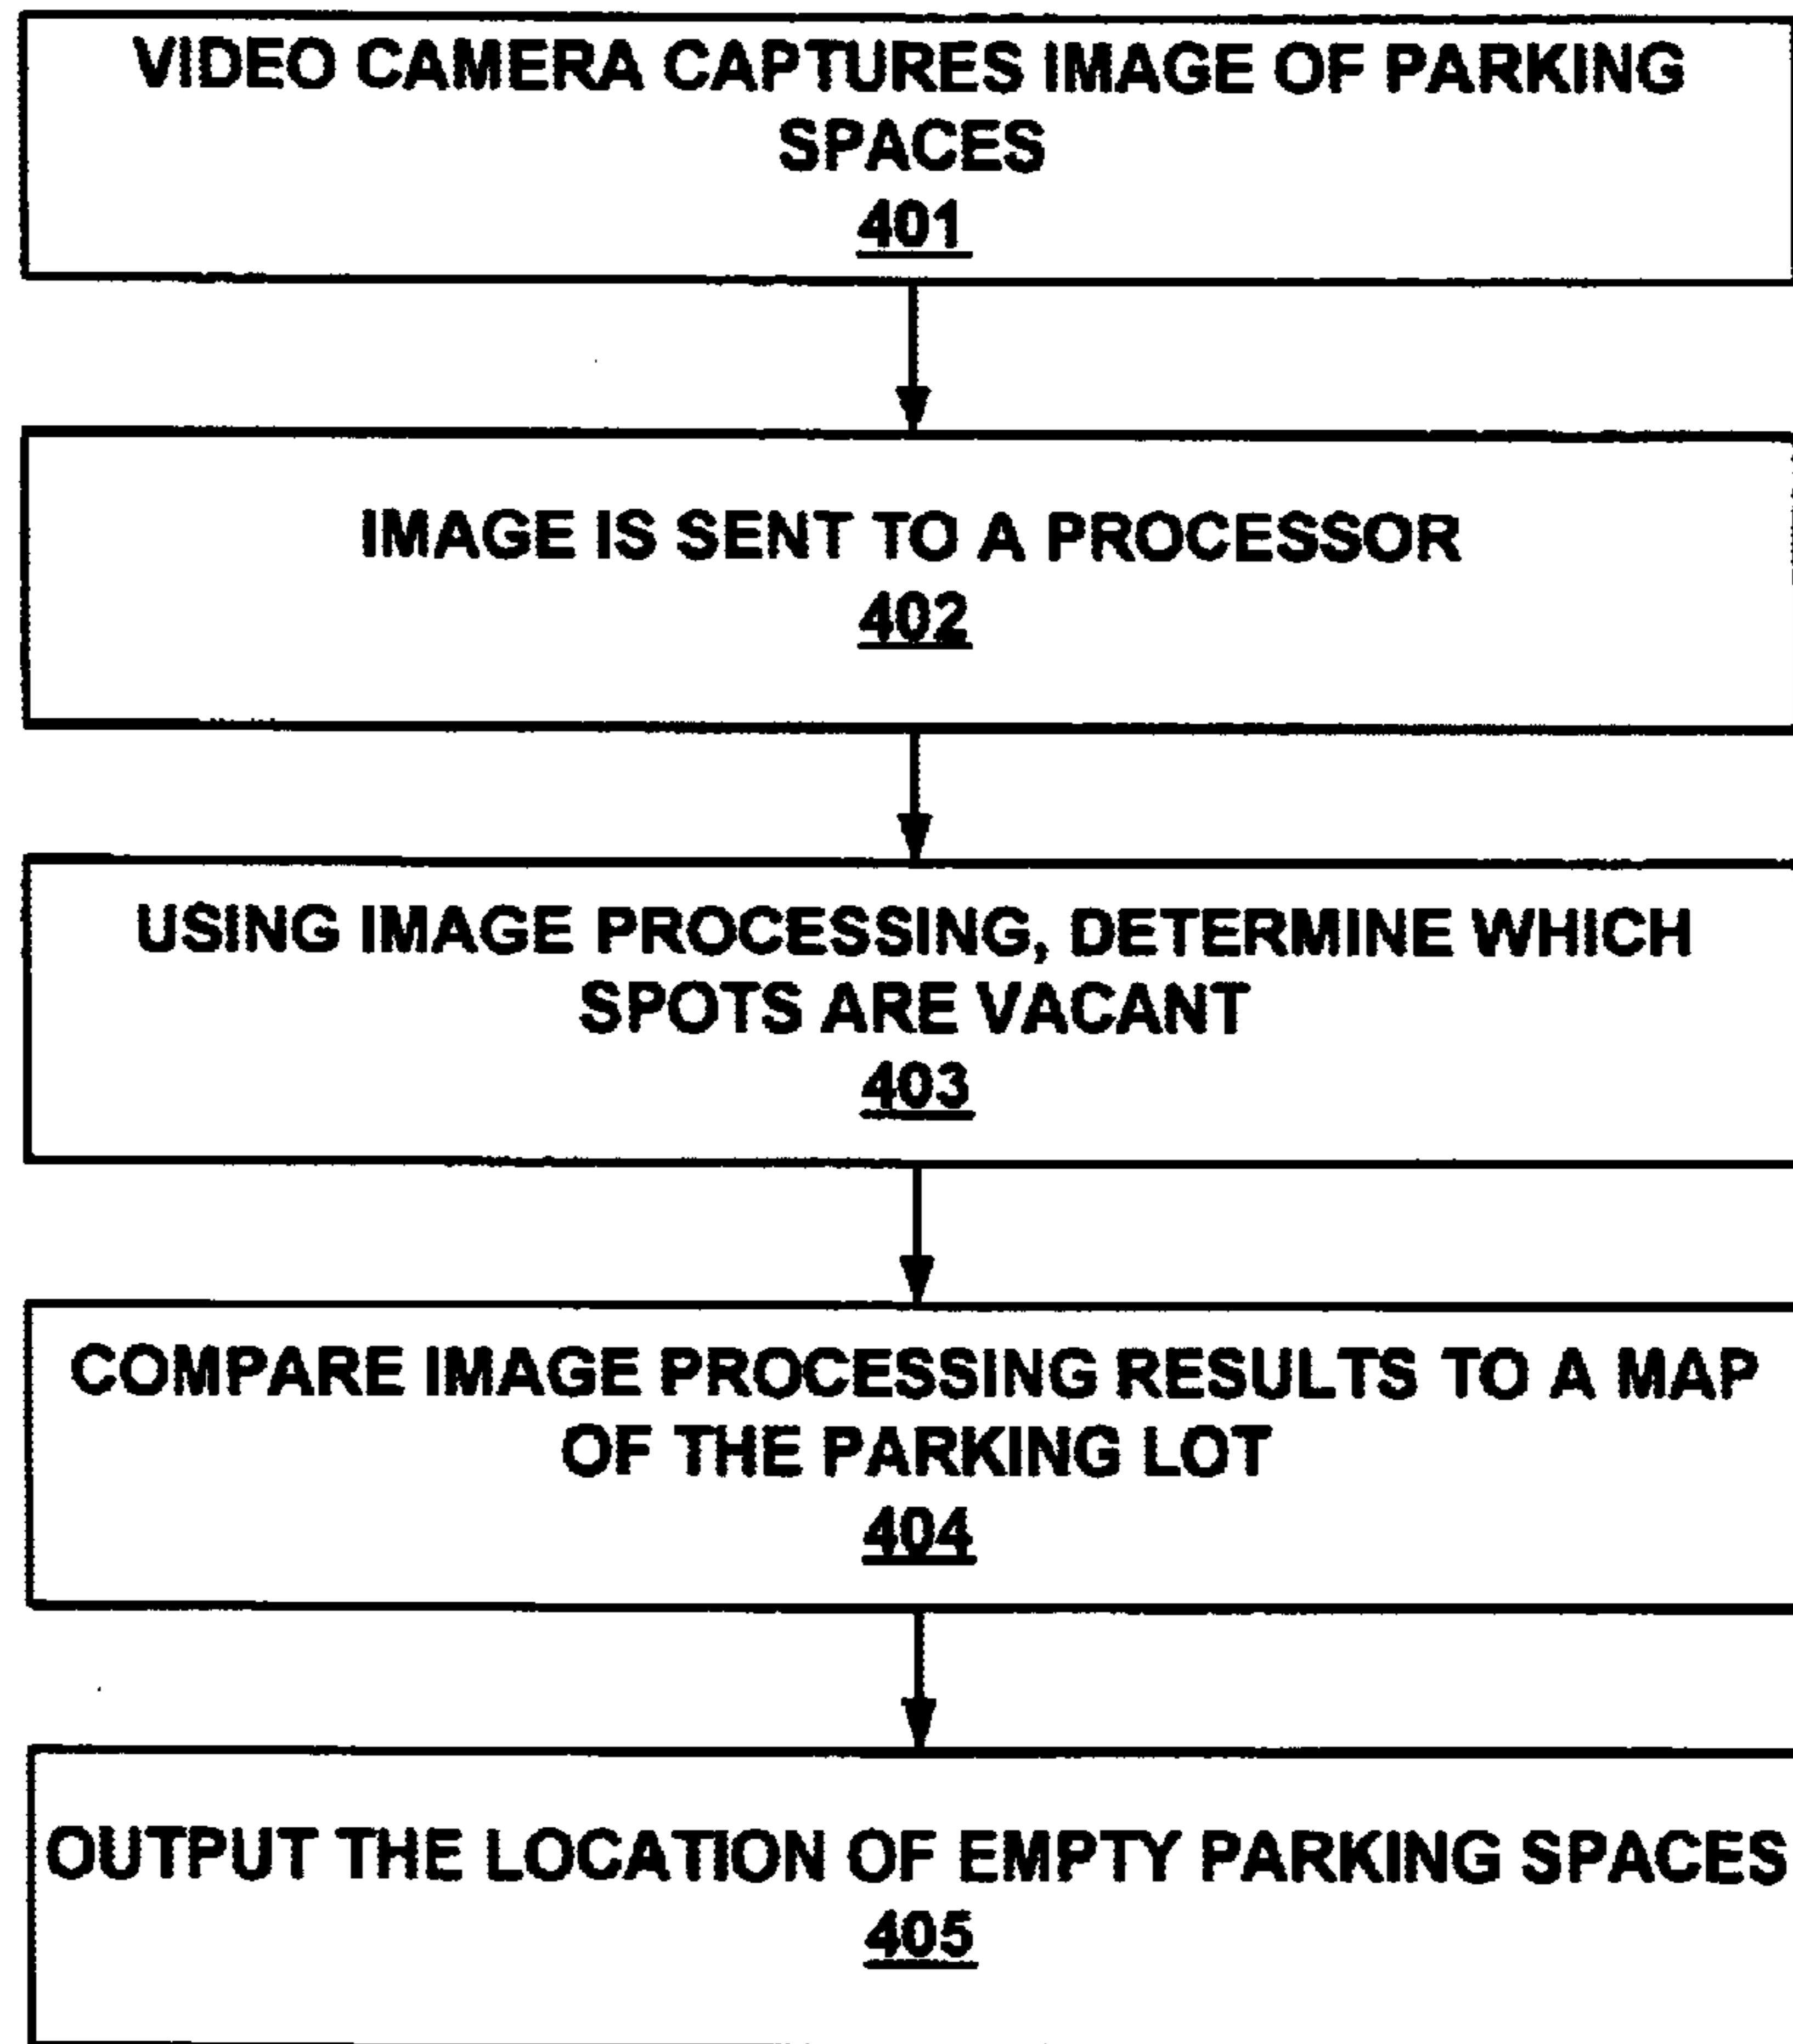 VIDEO CAMERA CAPTURES IMAGE OF PARKING
SPACES
401
IMAGE IS SENT TO A PROCESSOR
402
USING IMAGE PROCESSING, DETERMINE WHICH
SPOTS ARE VACANT
403
COMPARE IMAGE PROCESSING RESULTS TO A MAP
OF THE PARKING LOT
404
OUTPUT THE LOCATION OF EMPTY PARKING SPACES
405